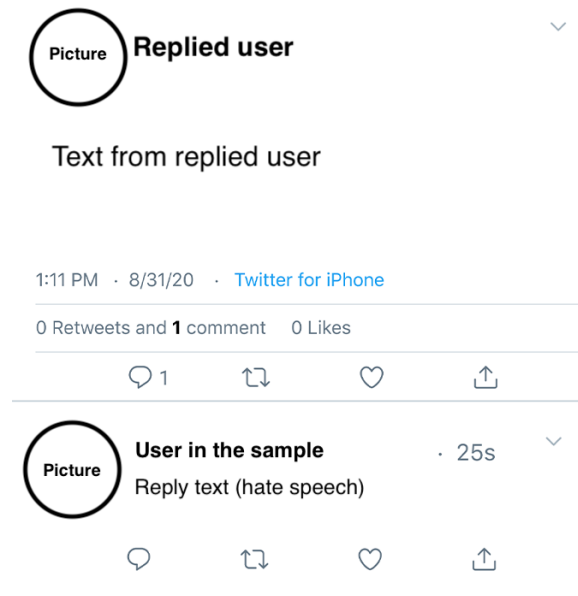 Picture
Replied user
Text from replied user
1:11 PM · 8/31/20 · Twitter for iPhone
0 Retweets and 1 comment 0 Likes
1
Picture
User in the sample · 25s
Reply text (hate speech)